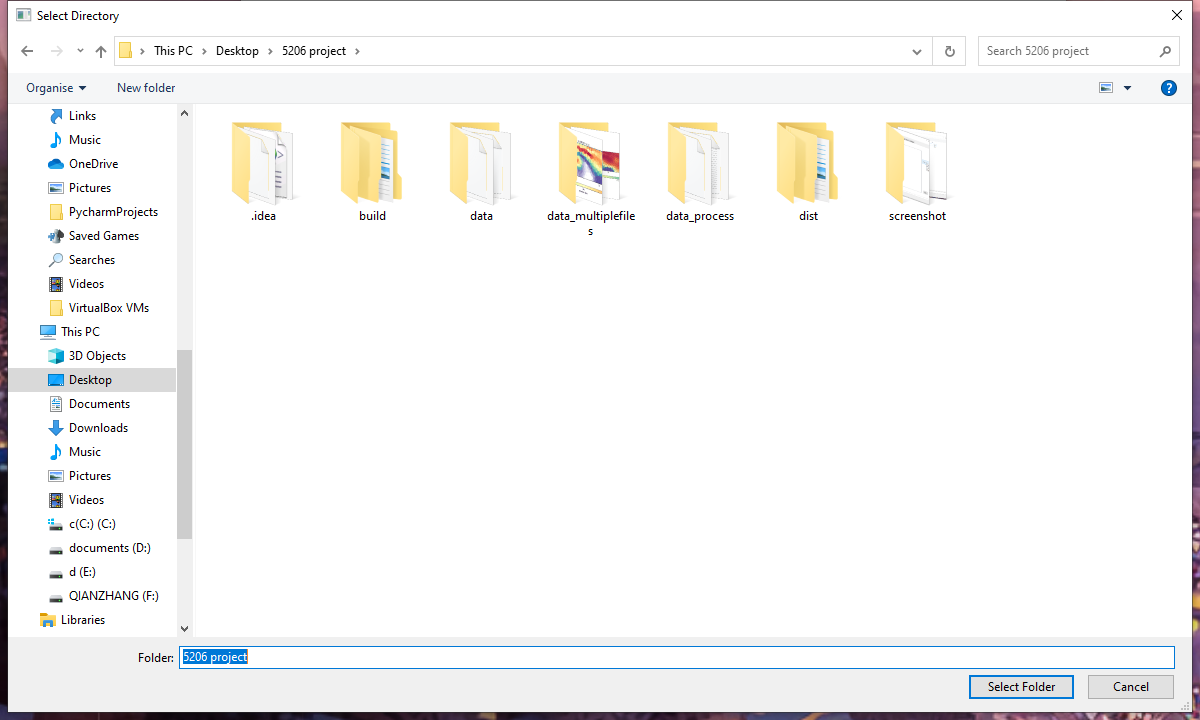 Select Directory
This PC
Desktop
5206 project
Search 5206 project
Organise
New folder
?
Links
Music
OneDrive
Pictures
PycharmProjects
Saved Games
Searches
Videos
VirtualBox VMs
This PC
3D Objects
Desktop
Documents
Downloads
Music
Pictures
Videos
c(C:) (C:)
documents (D:)
d (E:)
QIANZHANG (F:)
Libraries
.idea
build
data
data_multiplefile
s
data_process
dist
screenshot
Folder: 5206 project
Select Folder
Cancel